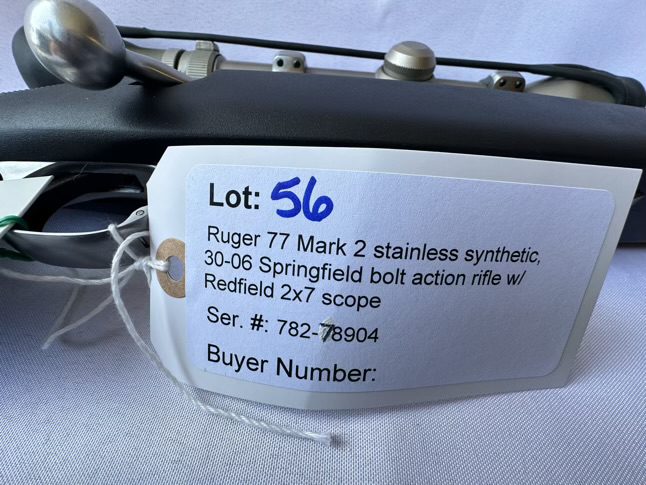 Lot: 56
Ruger 77 Mark 2 stainless synthetic,
30-06 Springfield bolt action rifle w/
Redfield 2x7 scope
Ser. #: 782-78904
Buyer Number: